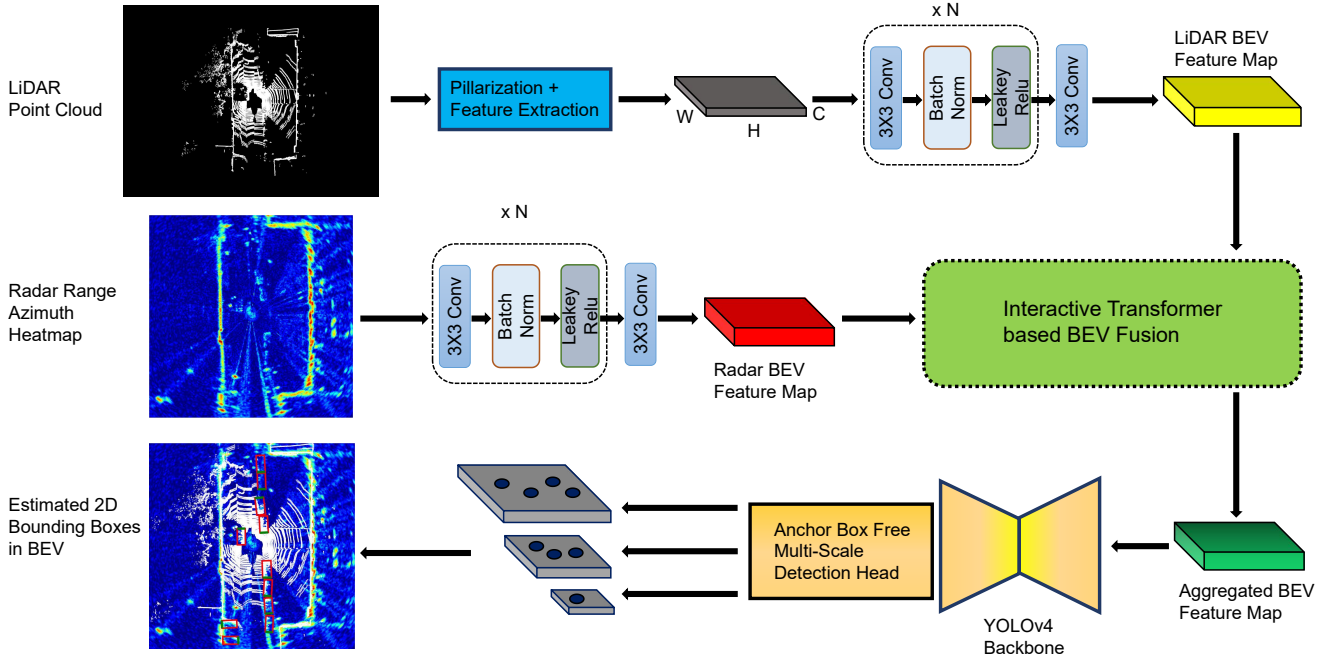 LiDAR
Point Cloud
Pillarization +
Feature Extraction
W
H
C
x N
3X3 Conv
Batch
Norm
Leakey
Relu
3X3 Conv
LiDAR BEV
Feature Map
Radar Range
Azimuth
Heatmap
x N
3X3 Conv
Batch
Norm
Leakey
Relu
3X3 Conv
Radar BEV
Feature Map
Interactive Transformer
based BEV Fusion
Estimated 2D
Bounding Boxes
in BEV
Anchor Box Free
Multi-Scale
Detection Head
YOLOv4
Backbone
Aggregated BEV
Feature Map